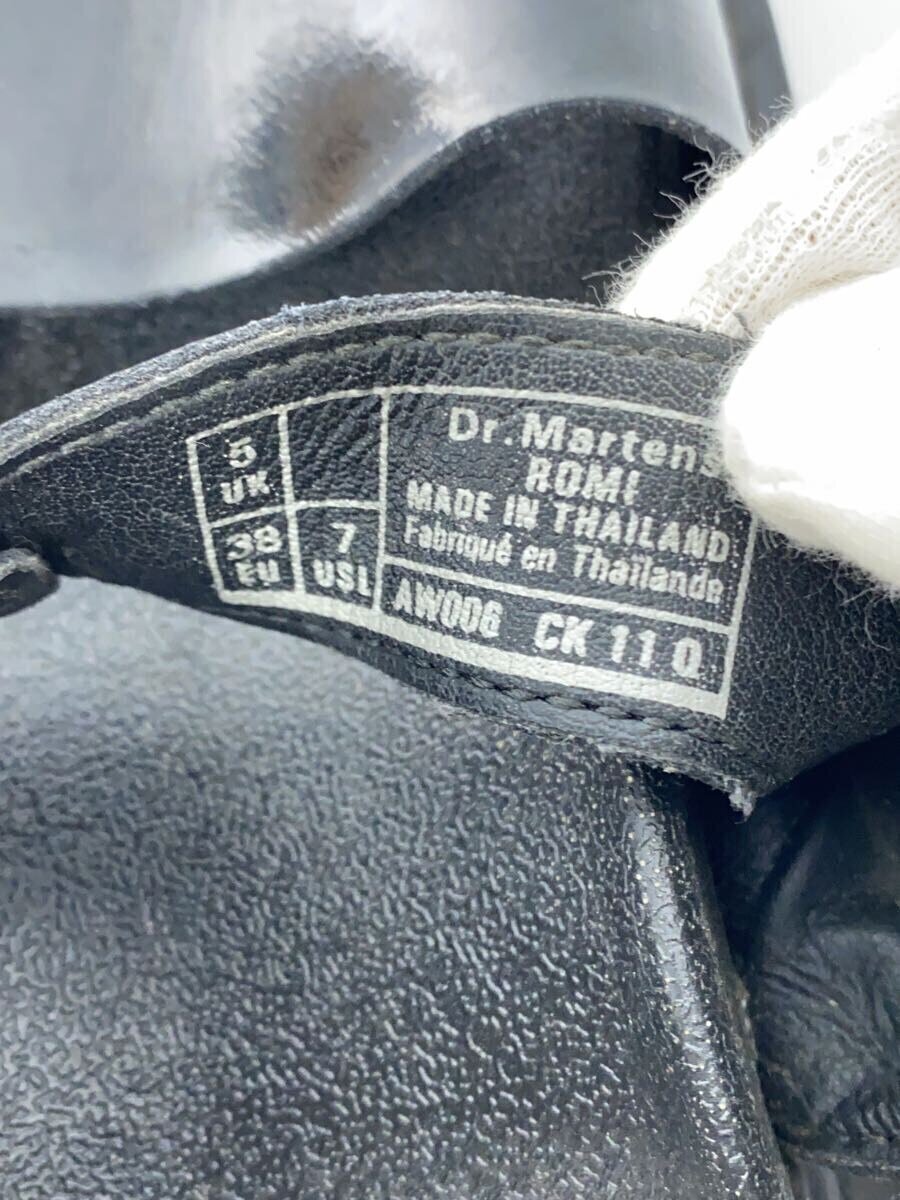 5
UK
38
EU
7
USL
Dr.Martens
ROMI
MADE IN THAILAND
Fabriqué en Thaïlande
AW006 CK 11 Q